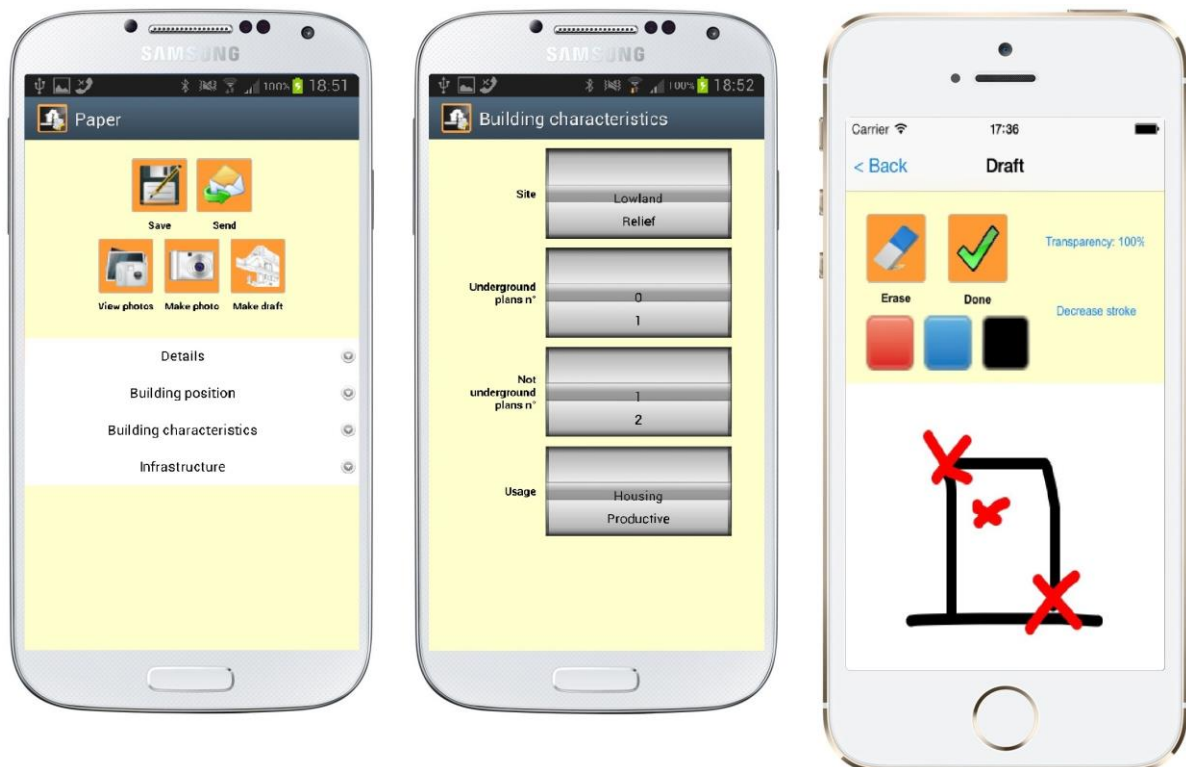 SAMSUNG
100% 18:51
Paper
Save Send
View photos Make photo Make draft
Details
Building position
Building characteristics
Infrastructure
SAMSUNG
100% 18:52
Building characteristics
Site
Lowland
Relief
Underground
plans n°
0
1
Not
underground
plans n°
1
2
Usage
Housing
Productive
Carrier 17:36
< Back Draft
Transparency: 100%
Erase Done
Decrease stroke